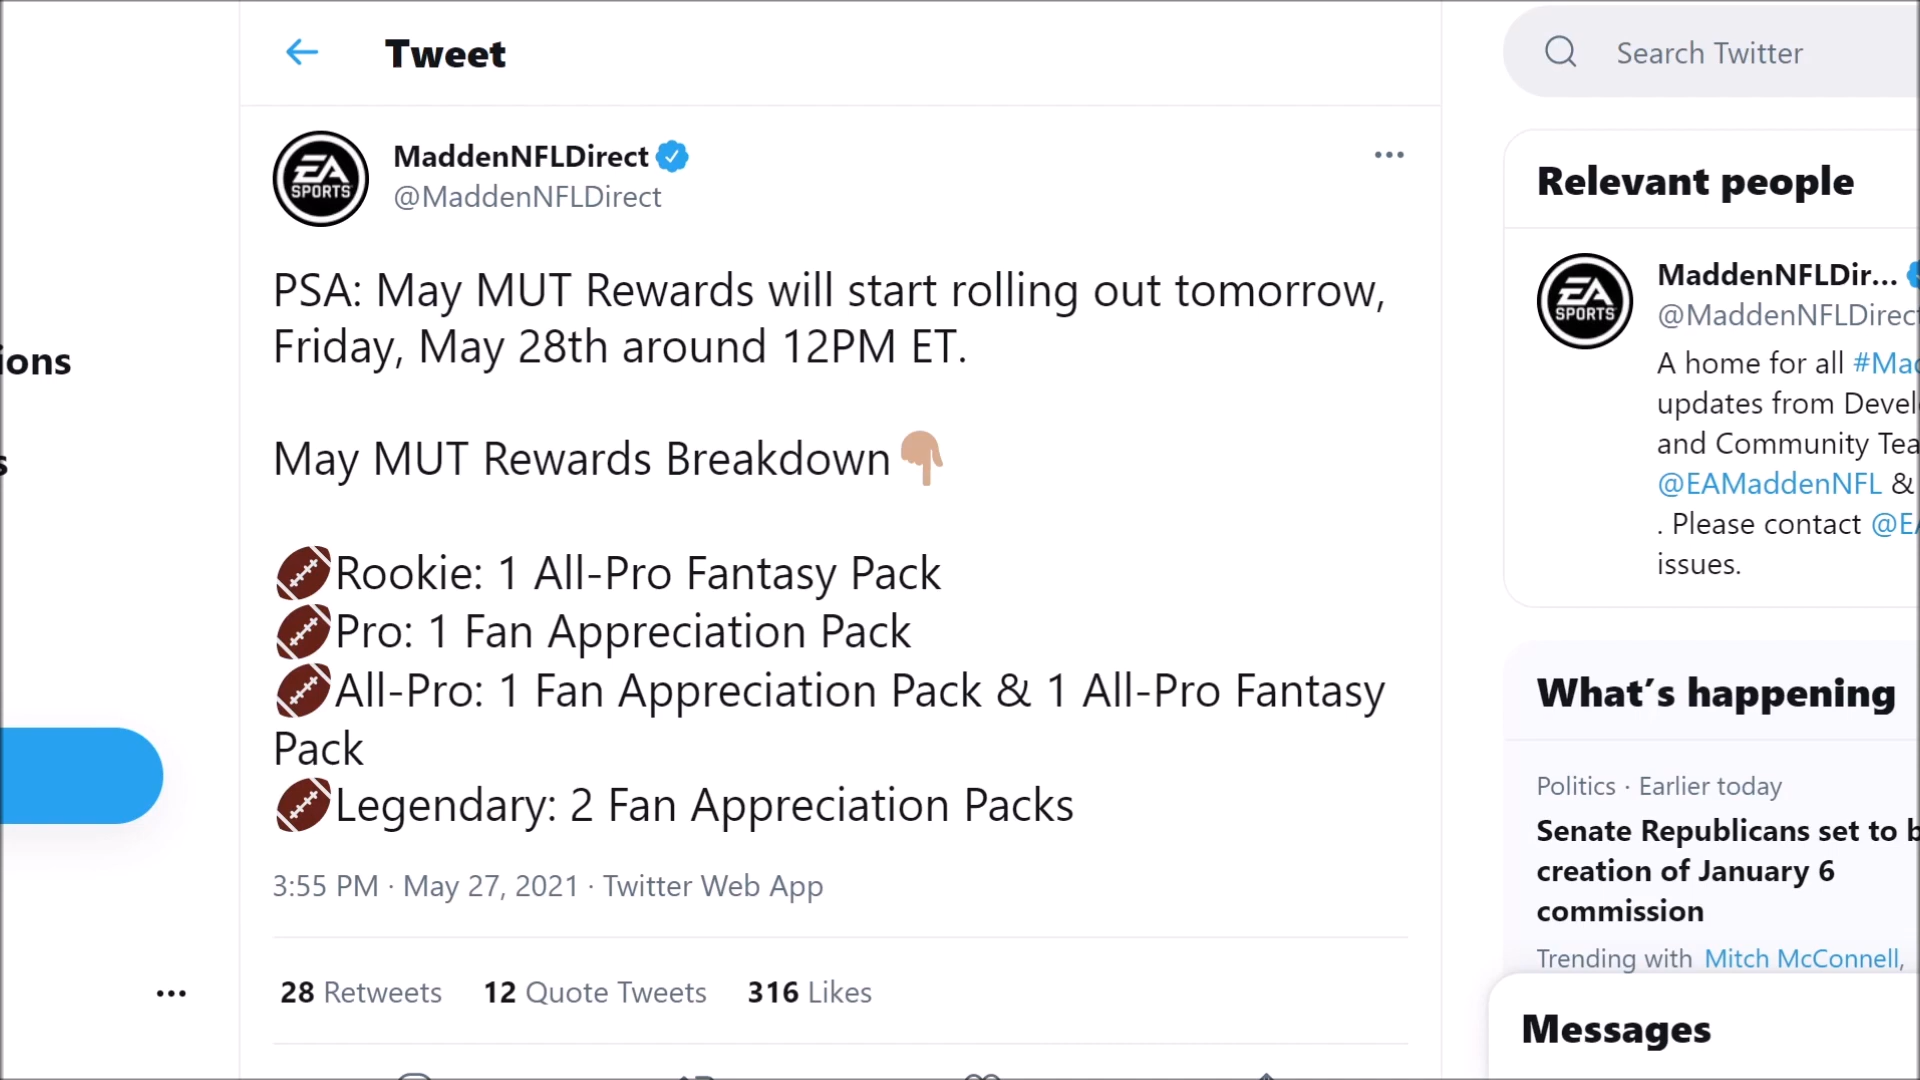 Tweet
Search Twitter
MaddenNFLDirect
@MaddenNFLDirect
EA
SPORTS
PSA: May MUT Rewards will start rolling out tomorrow,
Friday, May 28th around 12PM ET.
May MUT Rewards Breakdown👇🏽
🏈Rookie: 1 All-Pro Fantasy Pack
🏈Pro: 1 Fan Appreciation Pack
🏈All-Pro: 1 Fan Appreciation Pack & 1 All-Pro Fantasy
Pack
🏈Legendary: 2 Fan Appreciation Packs
3:55 PM · May 27, 2021 · Twitter Web App
28 Retweets 12 Quote Tweets 316 Likes
ions
s
Relevant people
EA
SPORTS
MaddenNFLDir...
@MaddenNFLDirect
A home for all #Mad
updates from Devel
and Community Tea
@EAMaddenNFL &
. Please contact @EA
issues.
What's happening
Politics · Earlier today
Senate Republicans set to b
creation of January 6
commission
Trending with Mitch McConnell,
Messages